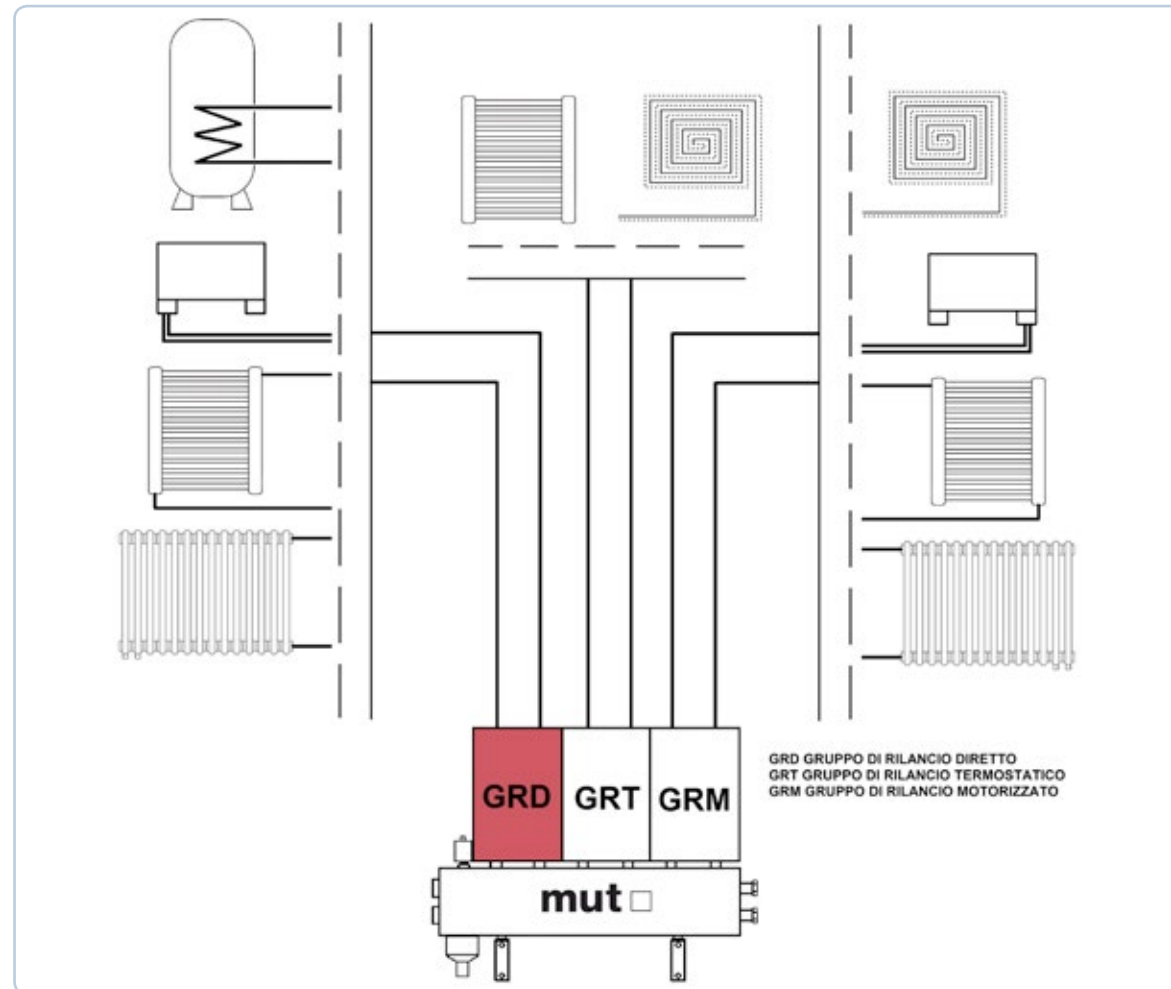 GRD GRT GRM
GRD GRUPPO DI RILANCIO DIRETTO
GRT GRUPPO DI RILANCIO TERMOSTATICO
GRM GRUPPO DI RILANCIO MOTORIZZATO
mut